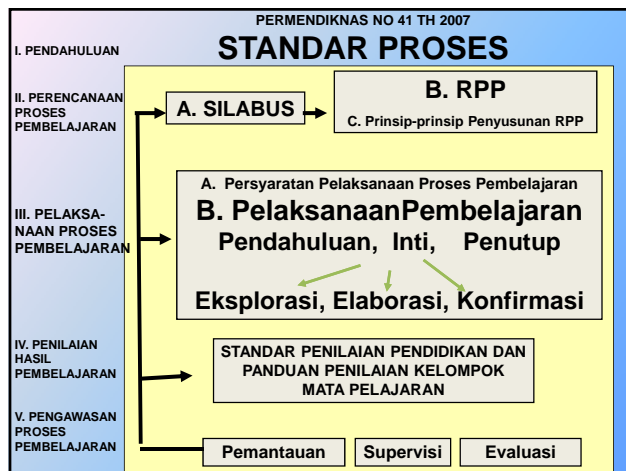 PERMENDIKNAS NO 41 TH 2007
STANDAR PROSES
I. PENDAHULUAN
II. PERENCANAAN
PROSES
PEMBELAJARAN
A. SILABUS
B. RPP
C. Prinsip-prinsip Penyusunan RPP
III. PELAKSA-
NAAN PROSES
PEMBELAJARAN
A. Persyaratan Pelaksanaan Proses Pembelajaran
B. PelaksanaanPembelajaran
Pendahuluan, Inti, Penutup
Eksplorasi, Elaborasi, Konfirmasi
IV. PENILAIAN
HASIL
PEMBELAJARAN
STANDAR PENILAIAN PENDIDIKAN DAN
PANDUAN PENILAIAN KELOMPOK
MATA PELAJARAN
V. PENGAWASAN
PROSES
PEMBELAJARAN
Pemantauan
Supervisi
Evaluasi